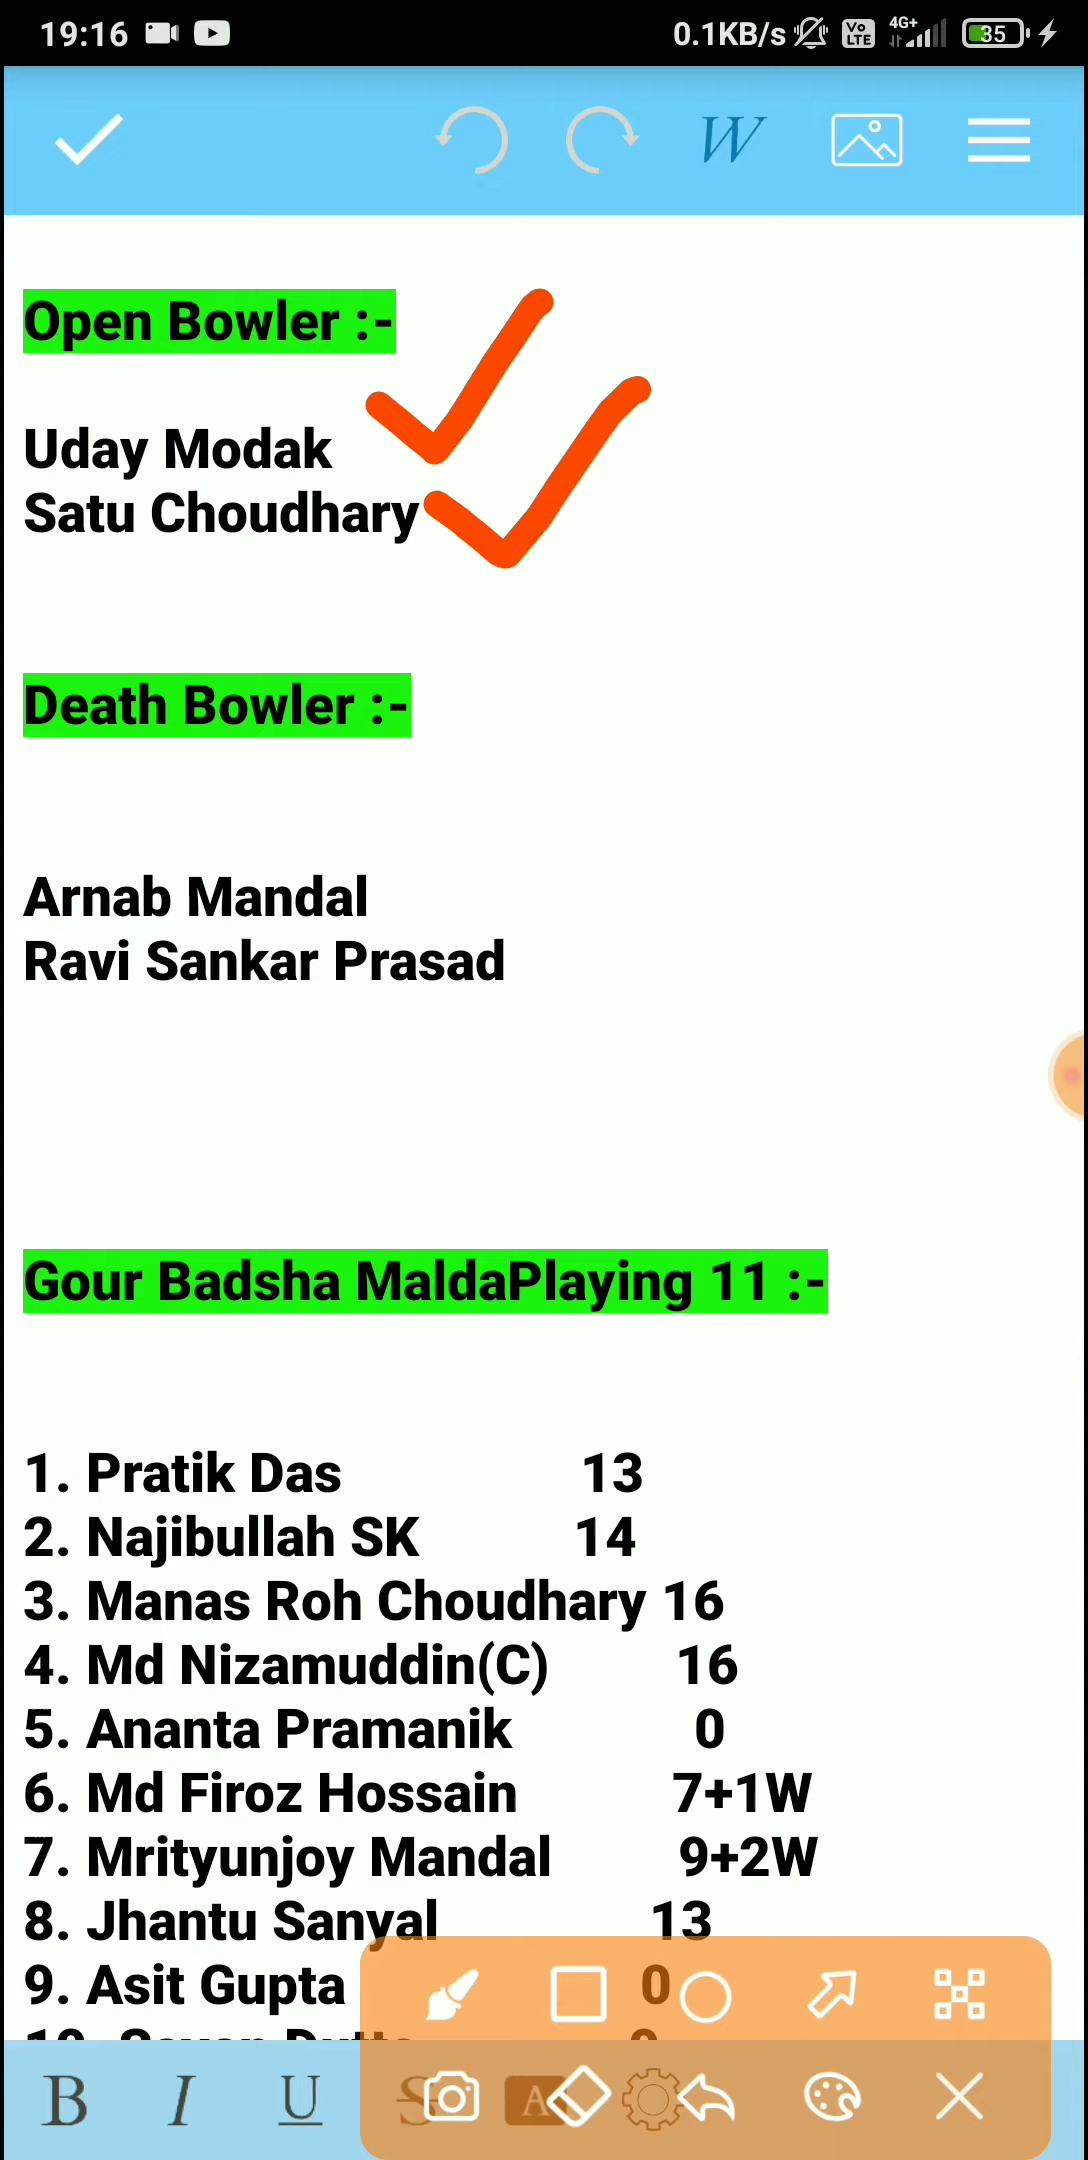 19:16 0.1KB/s Vo LTE 4G+ 35
W
Open Bowler :-
Uday Modak
Satu Choudhary
Death Bowler :-
Arnab Mandal
Ravi Sankar Prasad
Gour Badsha MaldaPlaying 11 :-
1. Pratik Das 13
2. Najibullah SK 14
3. Manas Roh Choudhary 16
4. Md Nizamuddin(C) 16
5. Ananta Pramanik 0
6. Md Firoz Hossain 7+1W
7. Mrityunjoy Mandal 9+2W
8. Jhantu Sanyal 13
9. Asit Gupta 0
B I U S A